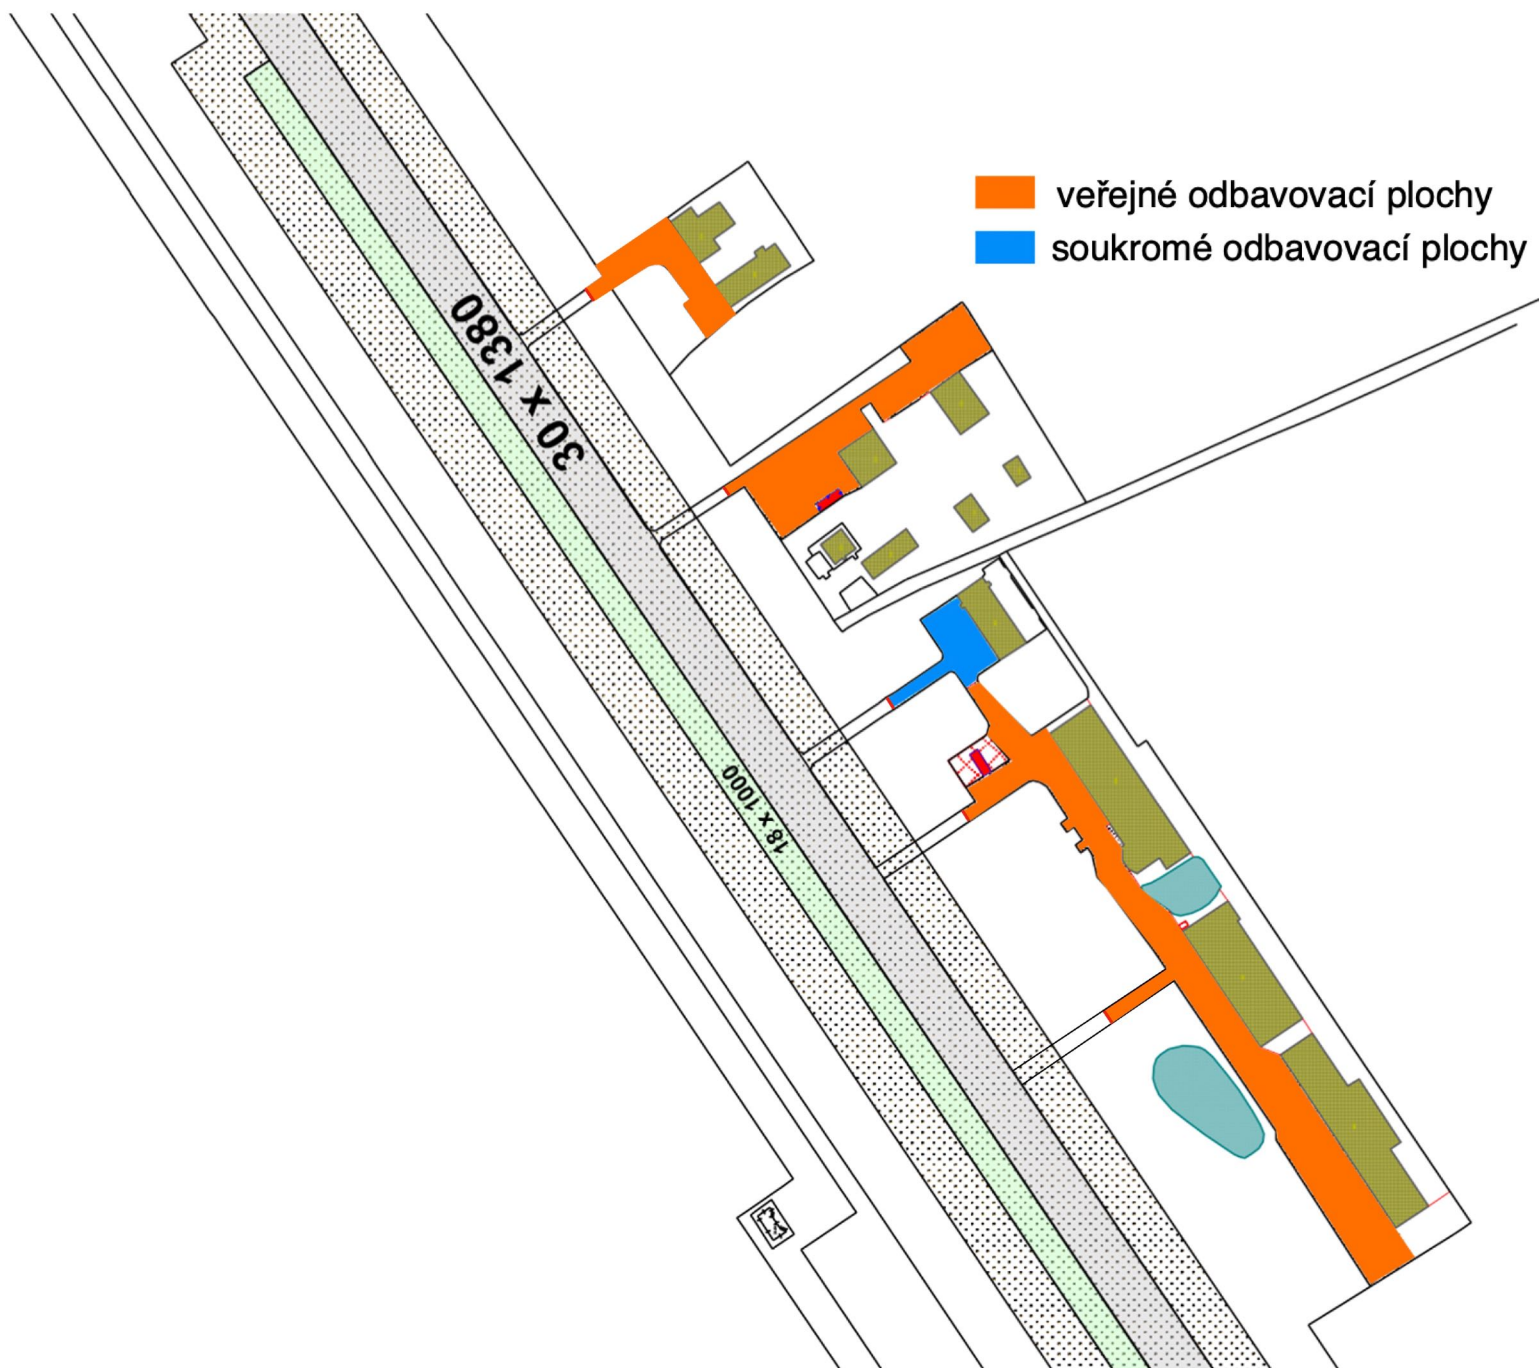 veřejné odbavovací plochy
soukromé odbavovací plochy
30 x 1380
18 x 1000